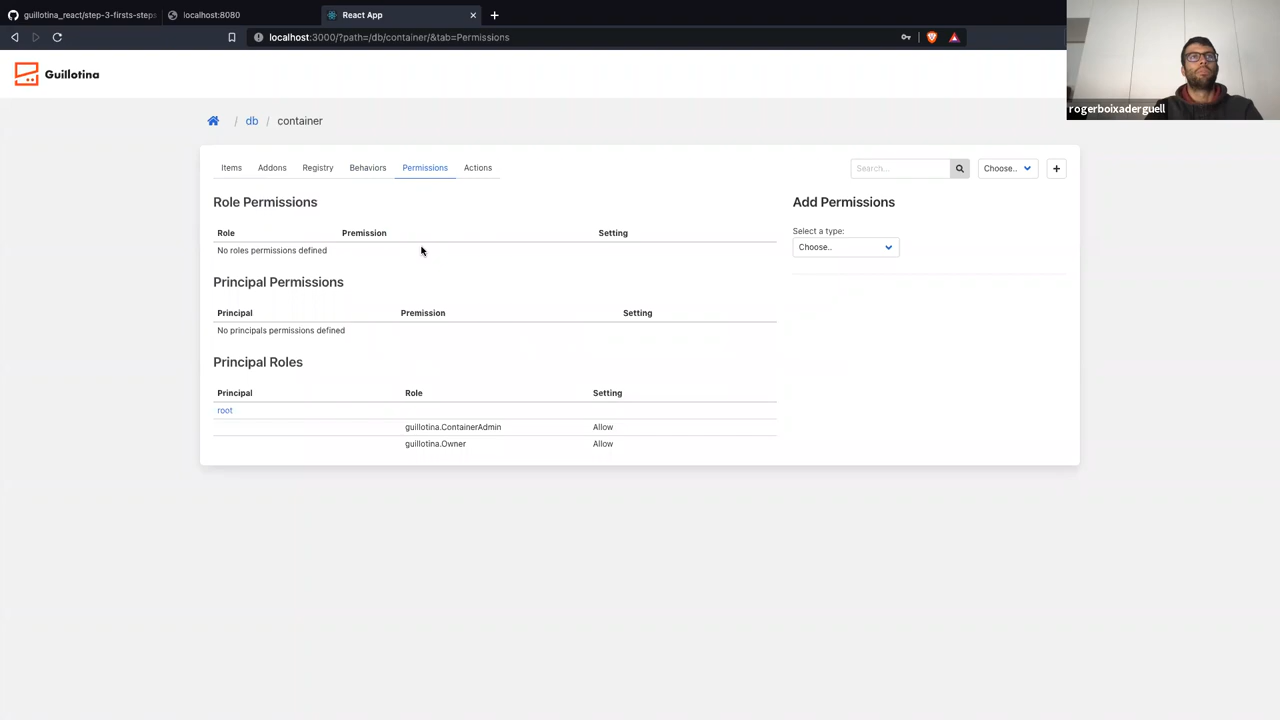 guillotina_react/step-3-firsts-steps
localhost:8080
React App
localhost:3000/?path=/db/container/&tab=Permissions
rogerboixaderguell
Guillotina
/ db / container
Items Addons Registry Behaviors Permissions Actions
Search...
Choose..
+
Role Permissions
Role Premission Setting
No roles permissions defined
Principal Permissions
Principal Premission Setting
No principals permissions defined
Principal Roles
Principal Role Setting
root
guillotina.ContainerAdmin Allow
guillotina.Owner Allow
Add Permissions
Select a type:
Choose..